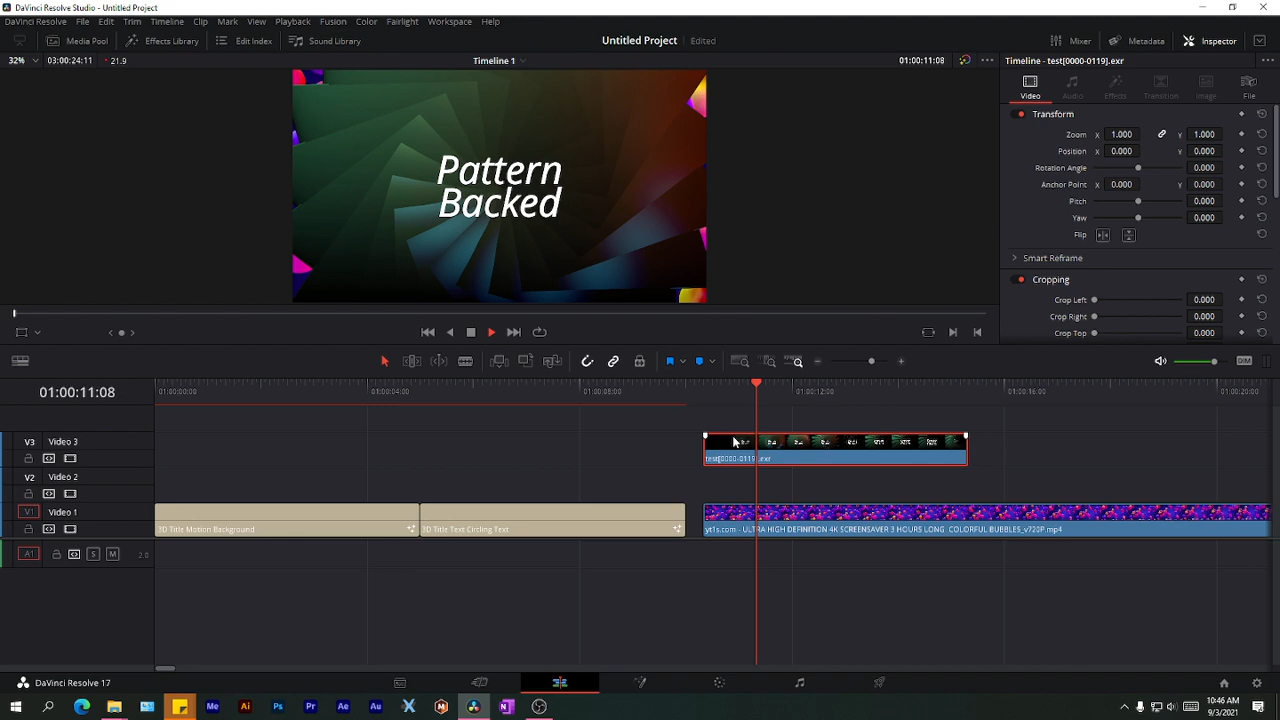 DaVinci Resolve Studio - Untitled Project
DaVinci Resolve File Edit Trim Timeline Clip Mark View Playback Fusion Color Fairlight Workspace Help
Media Pool Effects Library Edit Index Sound Library Untitled Project Edited Mixer Metadata Inspector
32% 03:00:24:11 21.9 Timeline 1 01:00:11:08 Timeline - test[0000-0119].exr
Video Audio Effects Transition Image File
Transform
Zoom X 1.000 Y 1.000
Position X 0.000 Y 0.000
Rotation Angle 0.000
Anchor Point X 0.000 Y 0.000
Pitch 0.000
Yaw 0.000
Flip
Smart Reframe
Cropping
Crop Left 0.000
Crop Right 0.000
Crop Top 0.000
Pattern
Backed
DIM
01:00:11:08 01:00:00:00 01:00:04:00 01:00:08:00 01:00:12:00 01:00:16:00 01:00:20:00
V3 Video 3
test[0000-0119].exr
V2 Video 2
V1 Video 1
3D Title Motion Background 3D Title Text Circling Text yt1s.com - ULTRA HIGH DEFINITION 4K SCREENSAVER 3 HOURS LONG COLORFUL BUBBLES_v720P.mp4
A1 S M 2.0
DaVinci Resolve 17
Me Ai Ps Pr Ae Au N
10:46 AM
9/3/2021